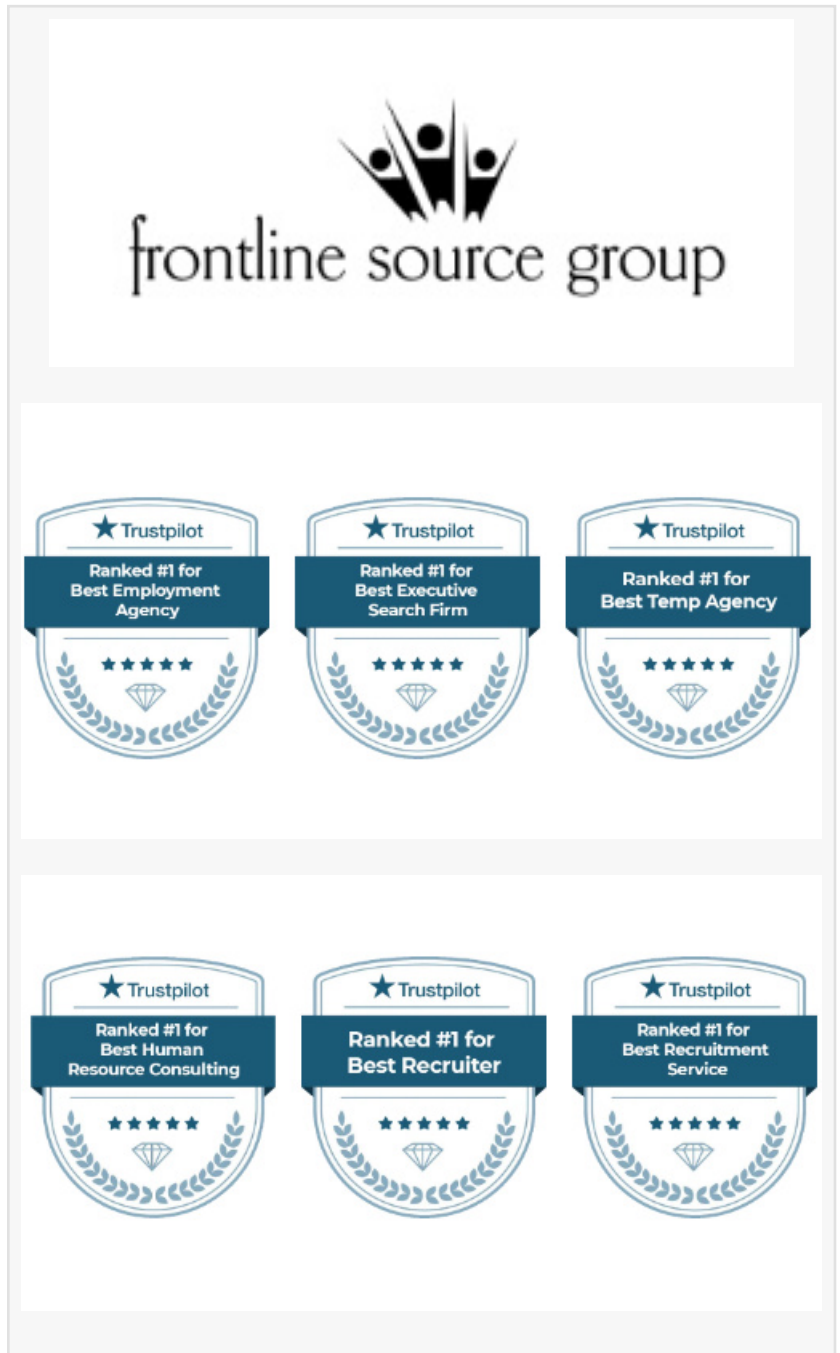 frontline source group
Trustpilot
Ranked #1 for
Best Employment
Agency
Trustpilot
Ranked #1 for
Best Executive
Search Firm
Trustpilot
Ranked #1 for
Best Temp Agency
Trustpilot
Ranked #1 for
Best Human
Resource Consulting
Trustpilot
Ranked #1 for
Best Recruiter
Trustpilot
Ranked #1 for
Best Recruitment
Service